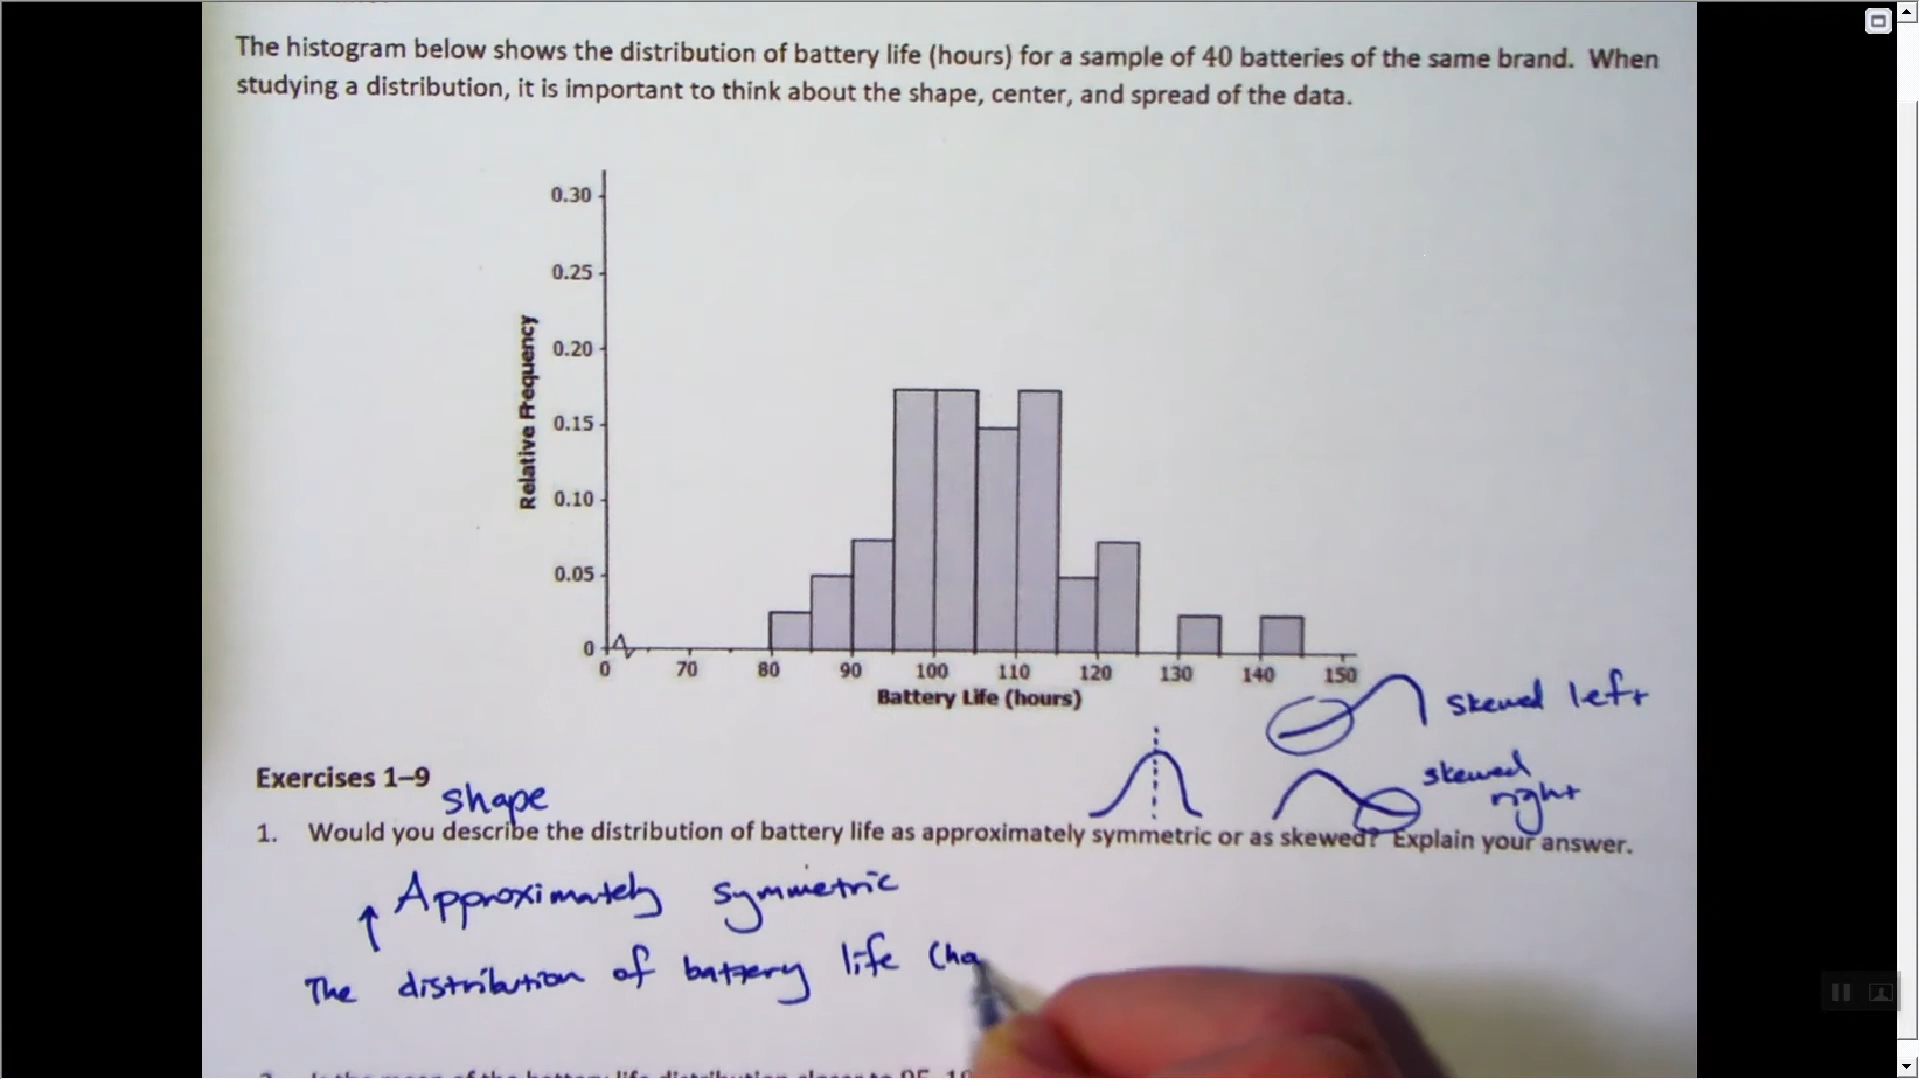 The histogram below shows the distribution of battery life (hours) for a sample of 40 batteries of the same brand. When
studying a distribution, it is important to think about the shape, center, and spread of the data.
0.30
0.25
0.20
0.15
0.10
0.05
0
Relative Frequency
0 70 80 90 100 110 120 130 140 150
Battery Life (hours)
skewed left
skewed
right
Exercises 1–9
shape
1. Would you describe the distribution of battery life as approximately symmetric or as skewed? Explain your answer.
Approximately symmetric
The distribution of battery life (ho